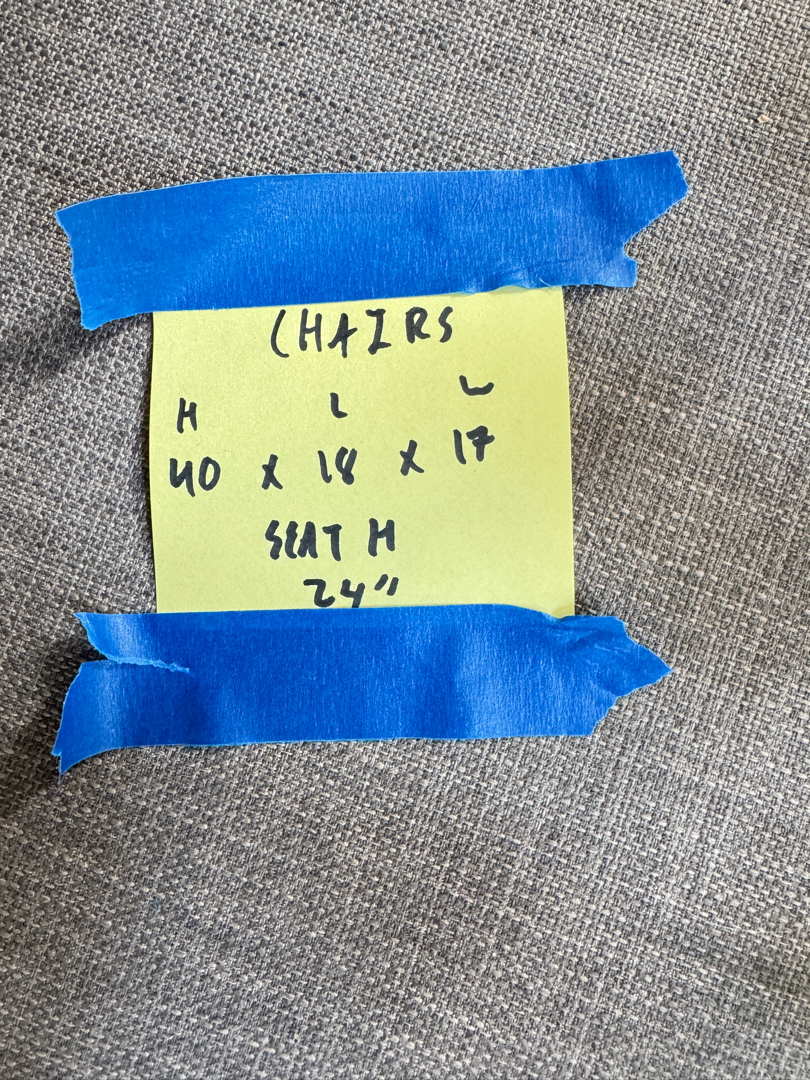 CHAIRS
H L W
40 x 18 x 17
SEAT H
24"